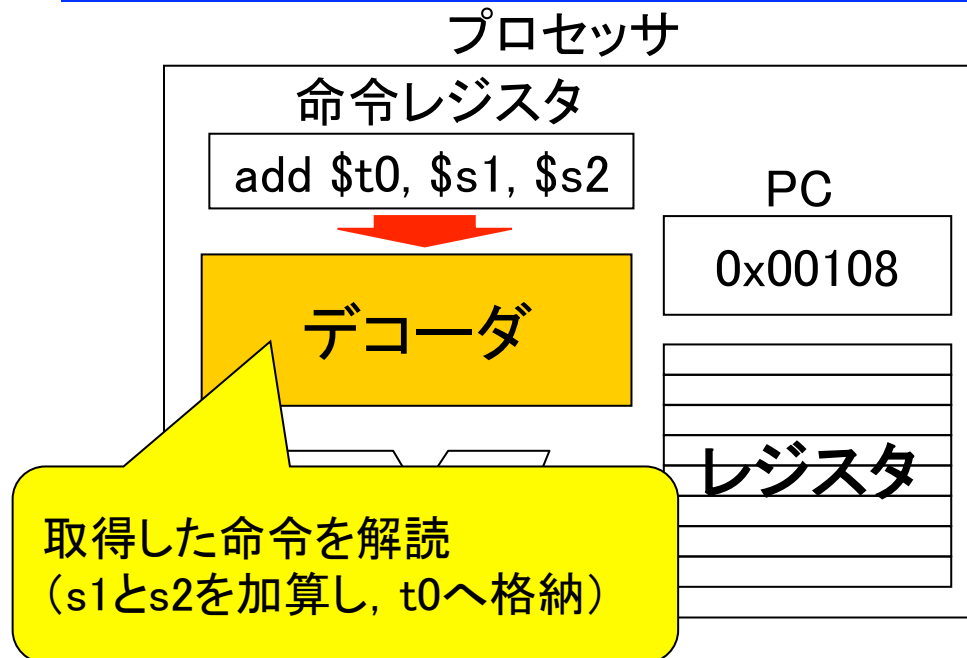 プロセッサ
命令レジスタ
add $t0, $s1, $s2
PC
0x00108
デコーダ
レジスタ
取得した命令を解読
（s1とs2を加算し, t0へ格納）